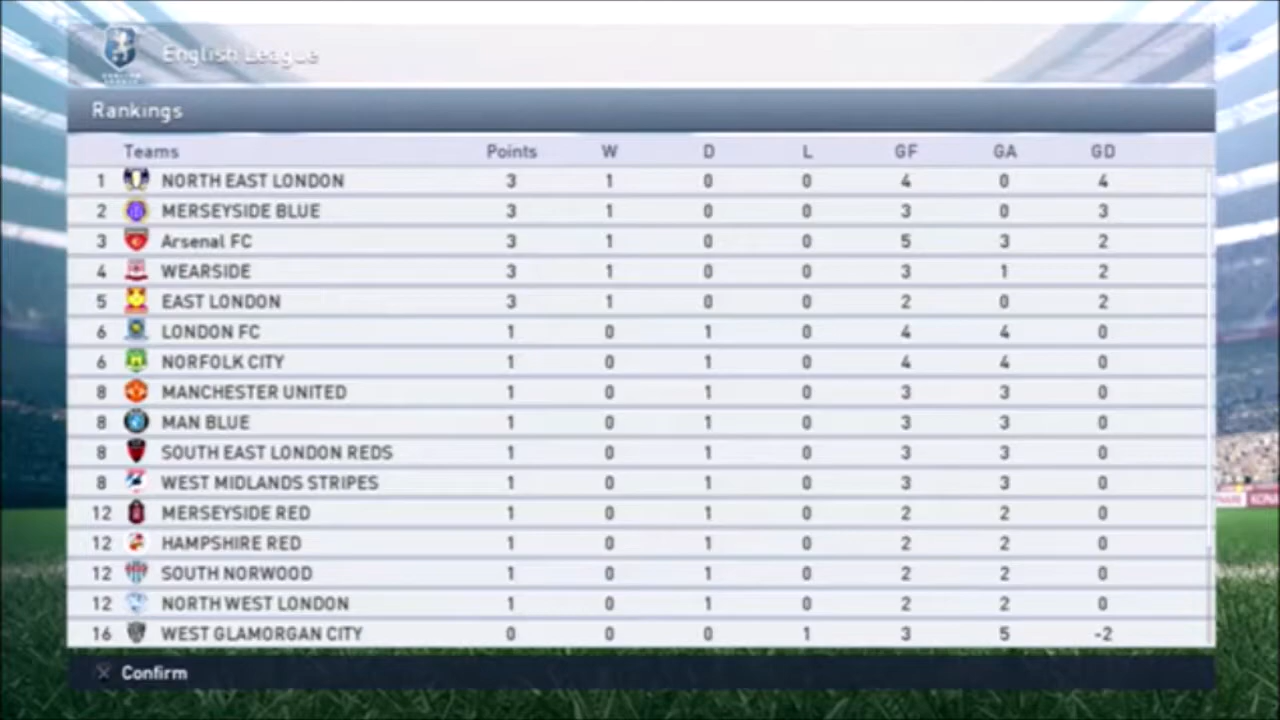 English League
Rankings
Teams Points W D L GF GA GD
1 NORTH EAST LONDON 3 1 0 0 4 0 4
2 MERSEYSIDE BLUE 3 1 0 0 3 0 3
3 Arsenal FC 3 1 0 0 5 3 2
4 WEARSIDE 3 1 0 0 3 1 2
5 EAST LONDON 3 1 0 0 2 0 2
6 LONDON FC 1 0 1 0 4 4 0
6 NORFOLK CITY 1 0 1 0 4 4 0
8 MANCHESTER UNITED 1 0 1 0 3 3 0
8 MAN BLUE 1 0 1 0 3 3 0
8 SOUTH EAST LONDON REDS 1 0 1 0 3 3 0
8 WEST MIDLANDS STRIPES 1 0 1 0 3 3 0
12 MERSEYSIDE RED 1 0 1 0 2 2 0
12 HAMPSHIRE RED 1 0 1 0 2 2 0
12 SOUTH NORWOOD 1 0 1 0 2 2 0
12 NORTH WEST LONDON 1 0 1 0 2 2 0
16 WEST GLAMORGAN CITY 0 0 0 1 3 5 -2
Confirm